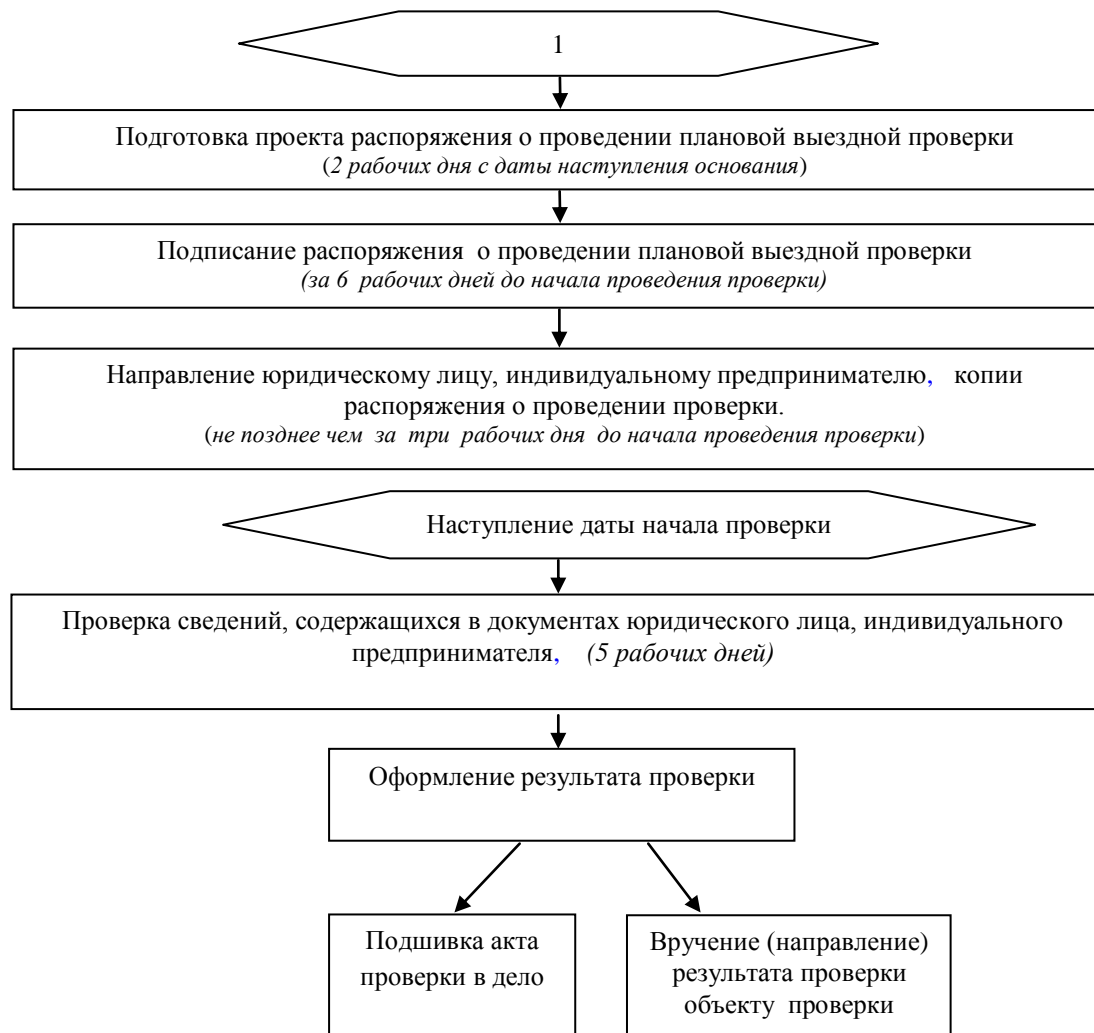 1
Подготовка проекта распоряжения о проведении плановой выездной проверки
(2 рабочих дня с даты наступления основания)
Подписание распоряжения о проведении плановой выездной проверки
(за 6 рабочих дней до начала проведения проверки)
Направление юридическому лицу, индивидуальному предпринимателю, копии
распоряжения о проведении проверки.
(не позднее чем за три рабочих дня до начала проведения проверки)
Наступление даты начала проверки
Проверка сведений, содержащихся в документах юридического лица, индивидуального
предпринимателя, (5 рабочих дней)
Оформление результата проверки
Подшивка акта
проверки в дело
Вручение (направление)
результата проверки
объекту проверки